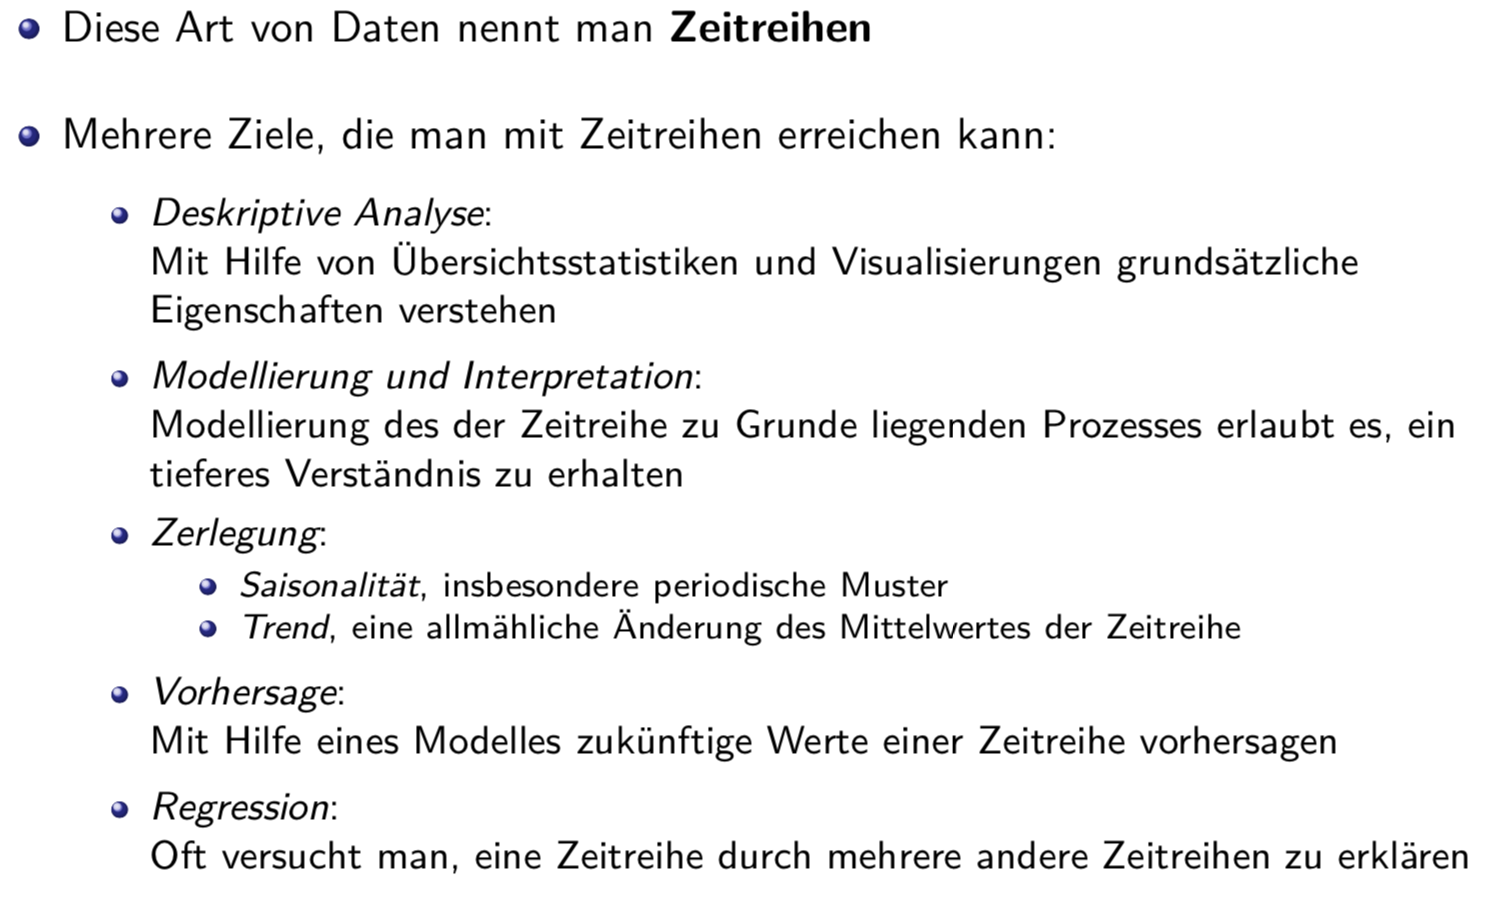 Diese Art von Daten nennt man Zeitreihen
Mehrere Ziele, die man mit Zeitreihen erreichen kann:
Deskriptive Analyse:
Mit Hilfe von Übersichtsstatistiken und Visualisierungen grundsätzliche
Eigenschaften verstehen
Modellierung und Interpretation:
Modellierung des der Zeitreihe zu Grunde liegenden Prozesses erlaubt es, ein
tieferes Verständnis zu erhalten
Zerlegung:
Saisonalität, insbesondere periodische Muster
Trend, eine allmähliche Änderung des Mittelwertes der Zeitreihe
Vorhersage:
Mit Hilfe eines Modelles zukünftige Werte einer Zeitreihe vorhersagen
Regression:
Oft versucht man, eine Zeitreihe durch mehrere andere Zeitreihen zu erklären